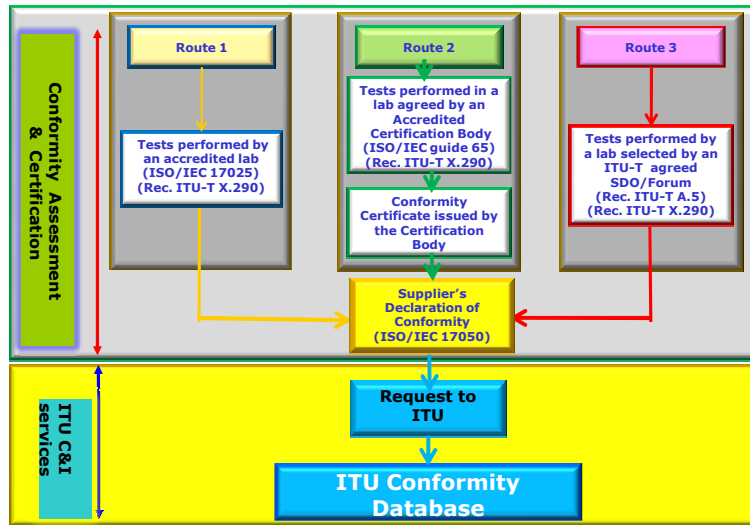 Conformity Assessment
& Certification
Route 1
Tests performed by
an accredited lab
(ISO/IEC 17025)
(Rec. ITU-T X.290)
Route 2
Tests performed in a
lab agreed by an
Accredited
Certification Body
(ISO/IEC guide 65)
(Rec. ITU-T X.290)
Conformity
Certificate issued by
the Certification
Body
Route 3
Tests performed by
a lab selected by an
ITU-T agreed
SDO/Forum
(Rec. ITU-T A.5)
(Rec. ITU-T X.290)
Supplier's
Declaration of
Conformity
(ISO/IEC 17050)
ITU C&I
services
Request to
ITU
ITU Conformity
Database